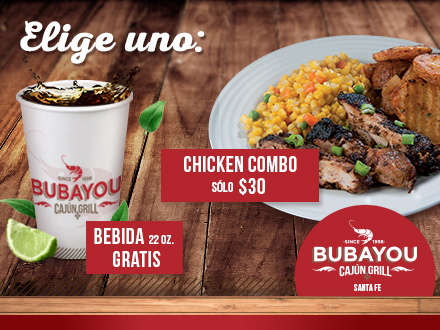 Elige uno:
SINCE 1998
BUBAYOU
CAJÚN GRILL
CHICKEN COMBO
SÓLO $30
BEBIDA 22 OZ.
GRATIS
·SINCE 1998·
BUBAYOU
CAJÚN GRILL
SANTA FE